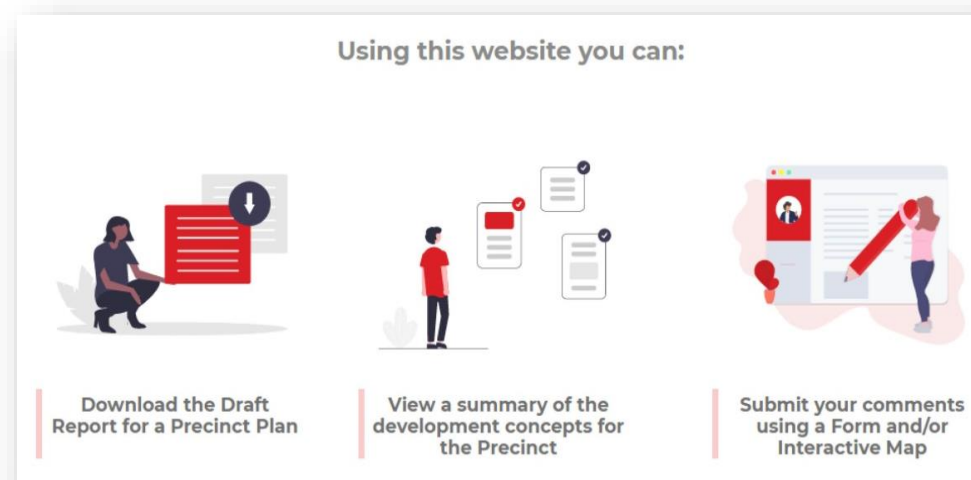 Using this website you can:
Download the Draft
Report for a Precinct Plan
View a summary of the
development concepts for
the Precinct
Submit your comments
using a Form and/or
Interactive Map